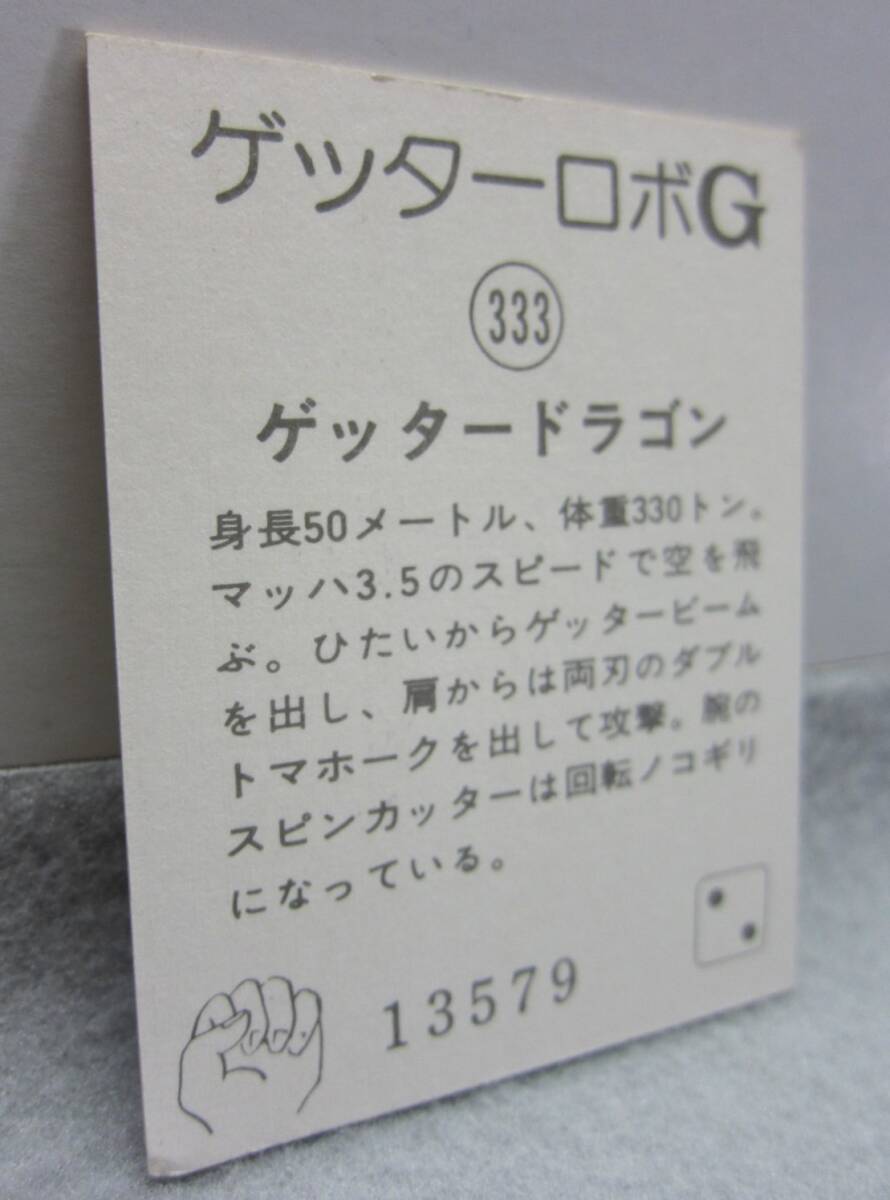 ゲッターロボG
333
ゲッタードラゴン
身長50メートル、体重330トン。
マッハ3.5のスピードで空を飛
ぶ。ひたいからゲッタービーム
を出し、肩からは両刃のダブル
トマホークを出して攻撃。腕の
スピンカッターは回転ノコギリ
になっている。
13579